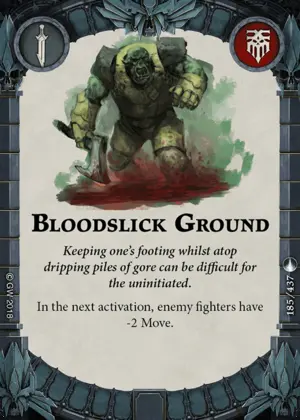 BLOODSLICK GROUND
Keeping one's footing whilst atop
dripping piles of gore can be difficult for
the uninitiated.
In the next activation, enemy fighters have
-2 Move.
© GW 2018
185/437